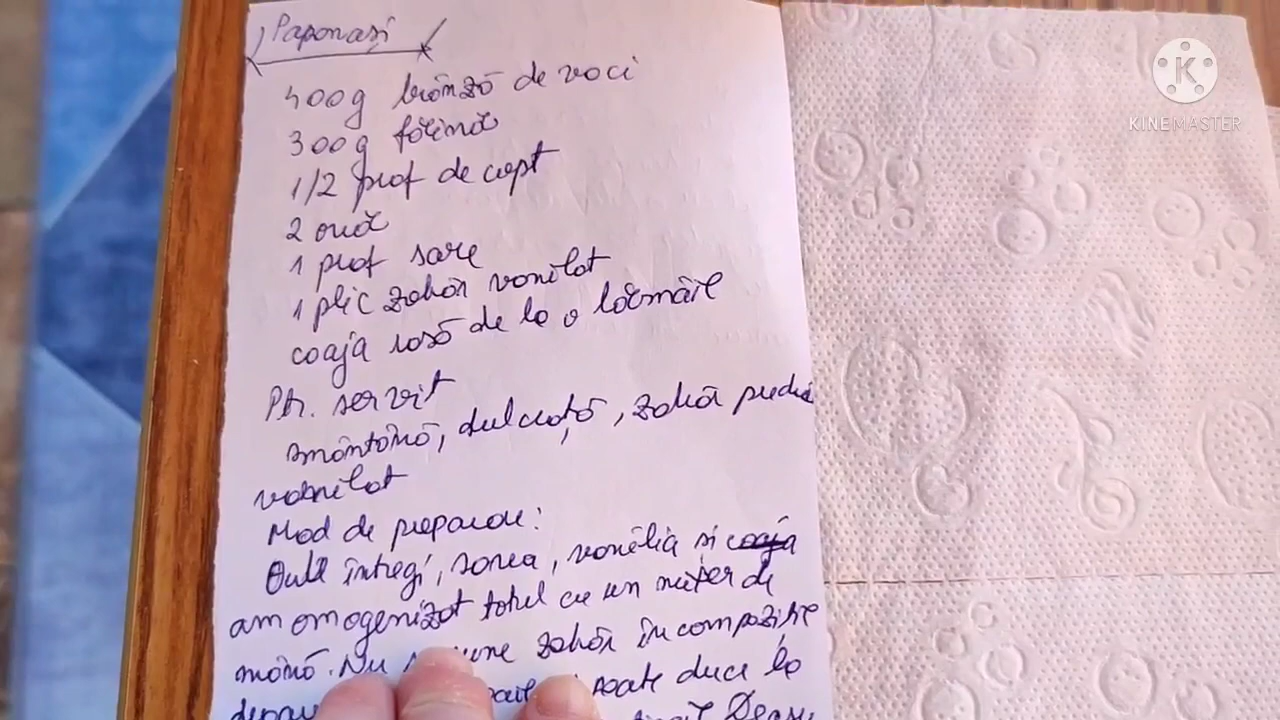 Paponași
400g brânză de vaci
300g făină
1/2 praf de copt
2 ouă
1 praf sare
1 plic zahăr vanilat
coaja rasă de la o lămâie
Ptr. servit
smântână, dulceață, zahăr pudră
vanilat
Mod de preparare:
Ouăle întregi, sarea, vanilia și coaja
am omogenizat totul cu un mixer de
mână. Nu zahăr în compoziție
poate duce la
KINEMASTER